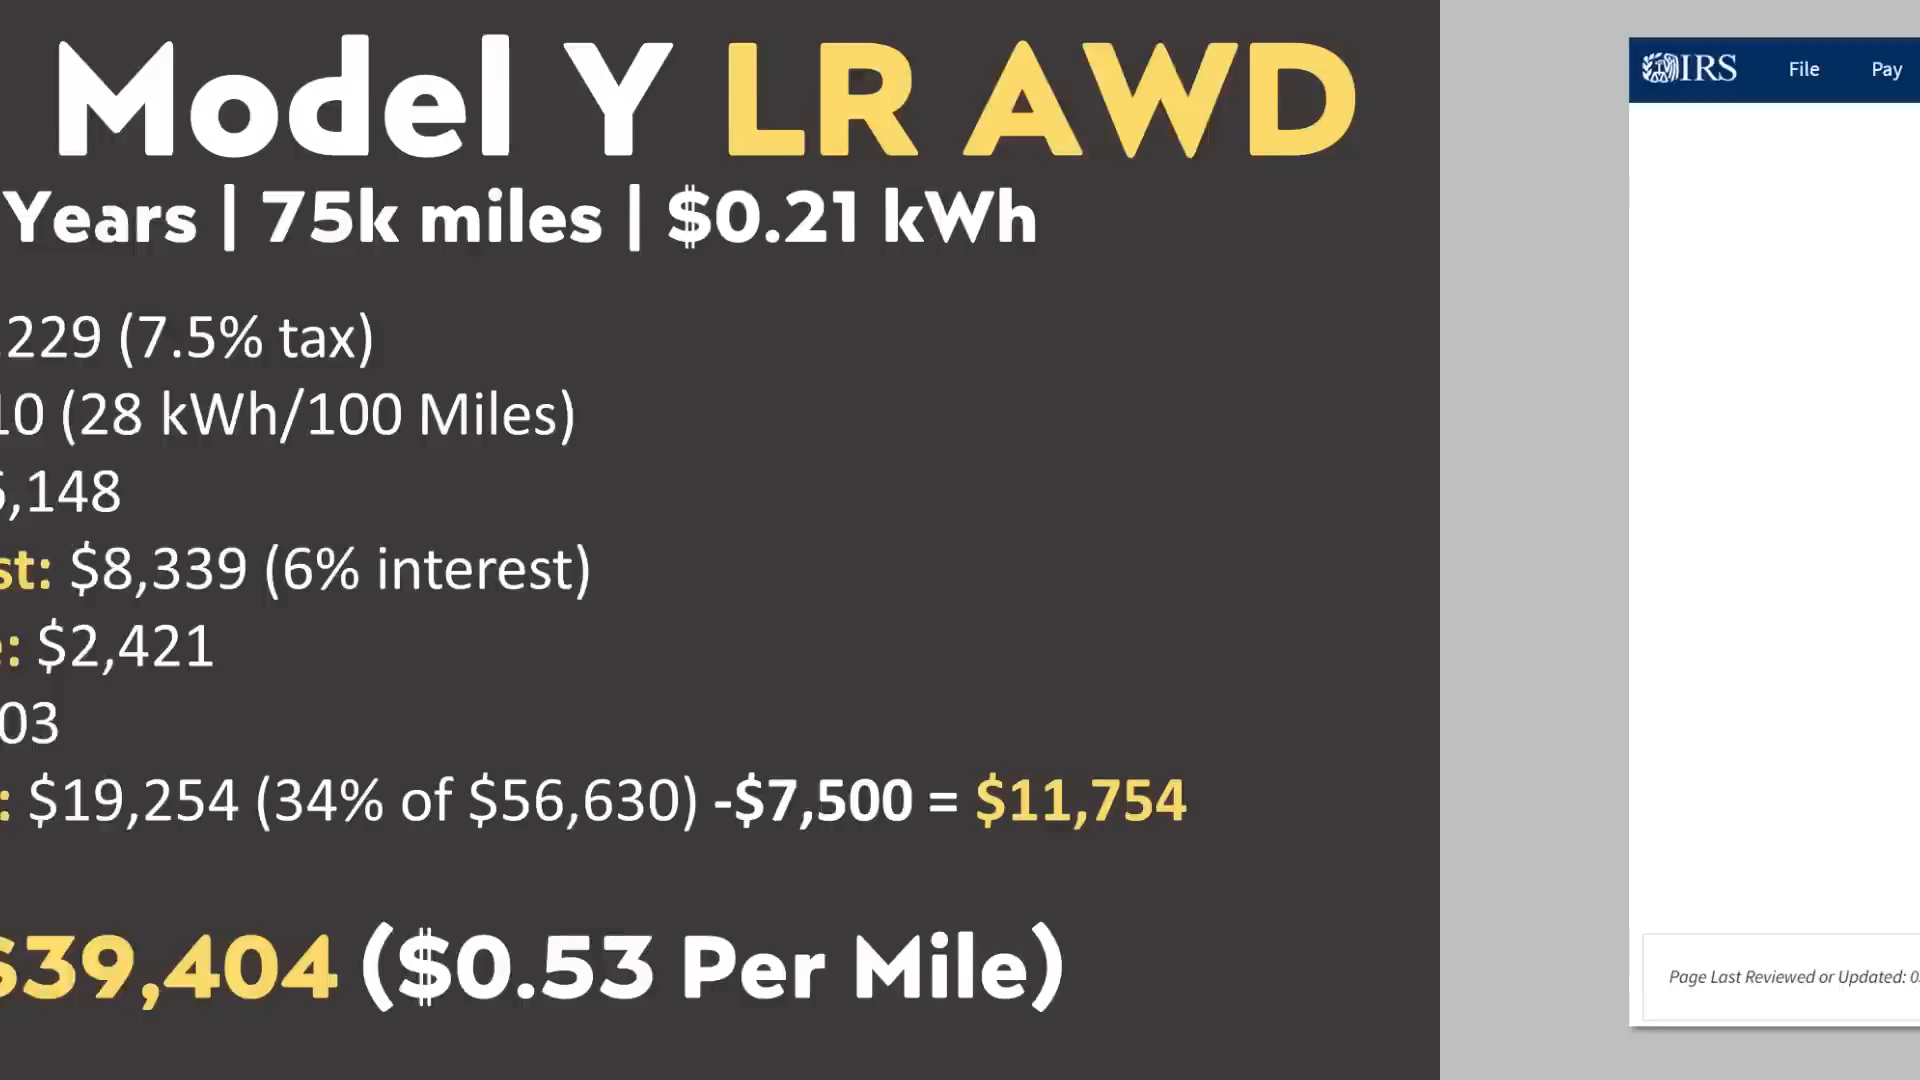 Model Y LR AWD
Years | 75k miles | $0.21 kWh
229 (7.5% tax)
10 (28 kWh/100 Miles)
,148
st: $8,339 (6% interest)
: $2,421
03
: $19,254 (34% of $56,630) -$7,500 = $11,754
$39,404 ($0.53 Per Mile)
IRS File Pay
Page Last Reviewed or Updated: 0